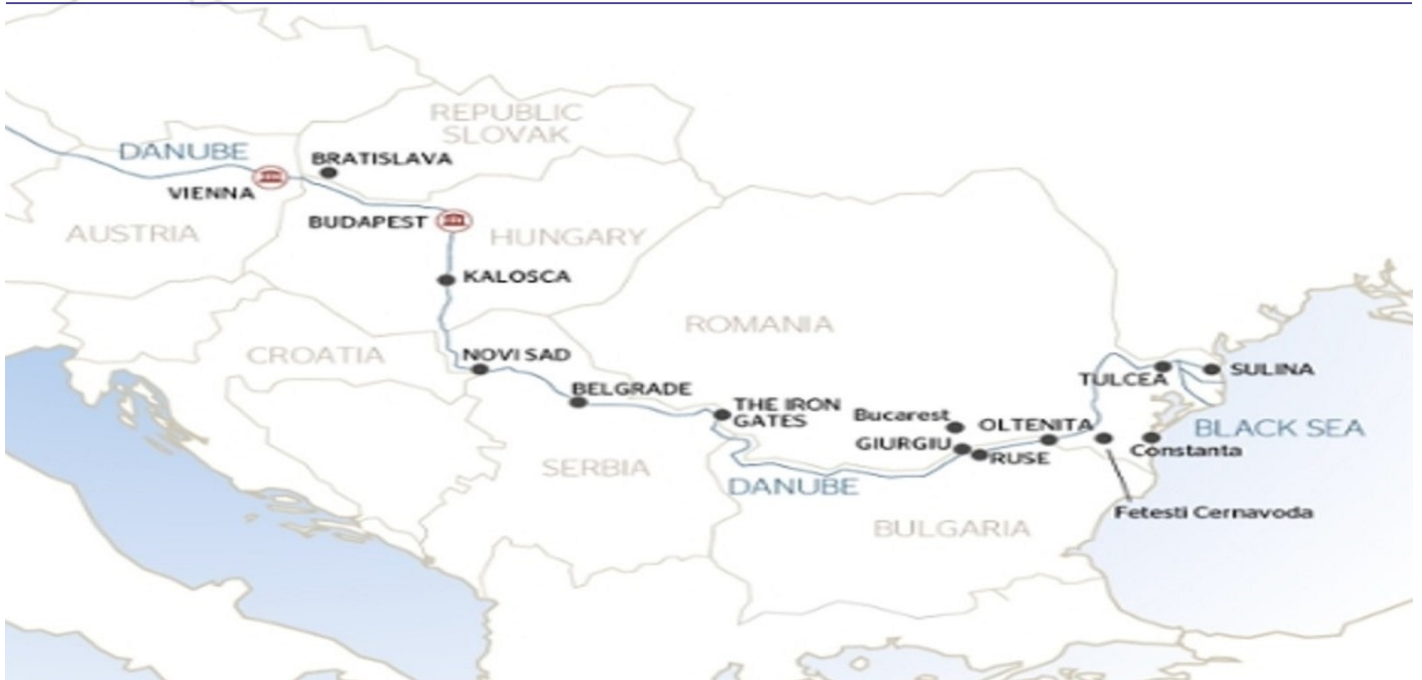 REPUBLIC
SLOVAK
DANUBE
BRATISLAVA
VIENNA
BUDAPEST
AUSTRIA
HUNGARY
KALOSCA
ROMANIA
CROATIA
NOVI SAD
BELGRADE
THE IRON
GATES
TULCEA
SULINA
Bucarest
OLTENITA
BLACK SEA
GIURGIU
RUSE
Constanta
SERBIA
DANUBE
Fetesti Cernavoda
BULGARIA